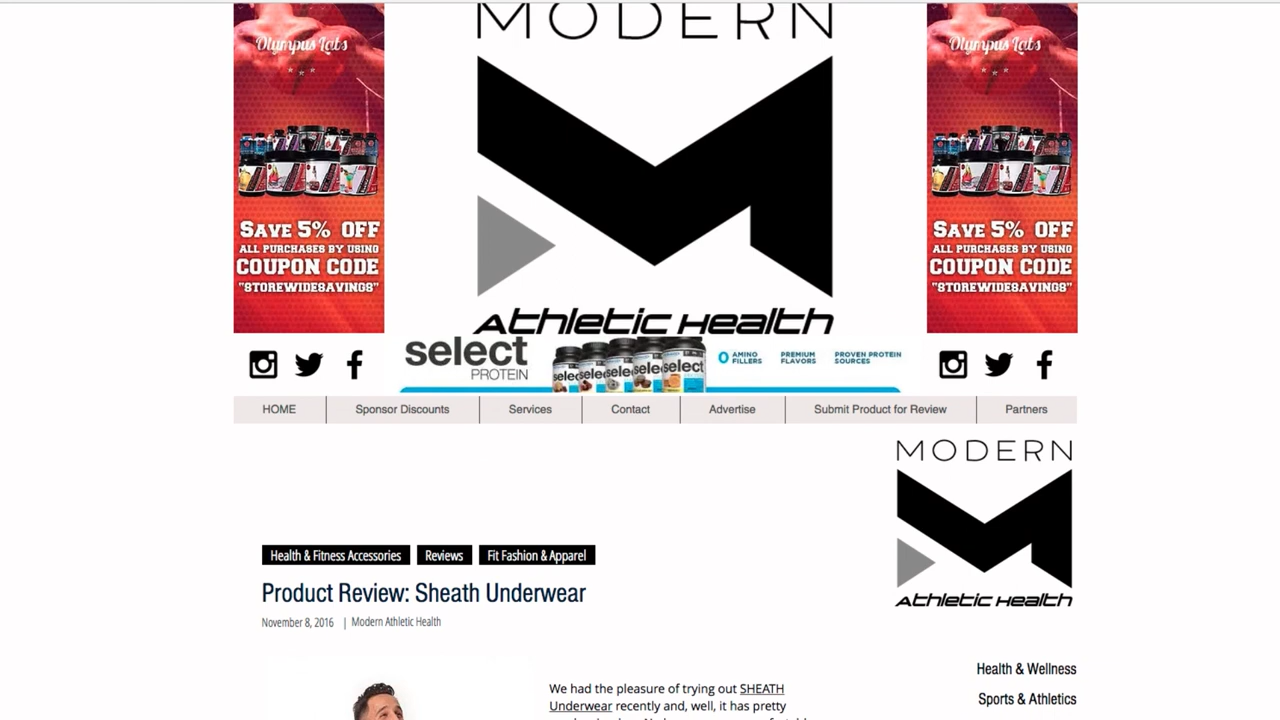 MODERN
Olympus Labs
SAVE 5% OFF
ALL PURCHASES BY USING
COUPON CODE
"STOREWIDESAVINGS"
Olympus Labs
SAVE 5% OFF
ALL PURCHASES BY USING
COUPON CODE
"STOREWIDESAVINGS"
Athletic Health
select
PROTEIN
select
0 AMINO
FILLERS
PREMIUM
FLAVORS
PROVEN PROTEIN
SOURCES
HOME
Sponsor Discounts
Services
Contact
Advertise
Submit Product for Review
Partners
MODERN
Athletic Health
Health & Fitness Accessories
Reviews
Fit Fashion & Apparel
Product Review: Sheath Underwear
November 8, 2016 | Modern Athletic Health
We had the pleasure of trying out SHEATH
Underwear recently and, well, it has pretty
Health & Wellness
Sports & Athletics